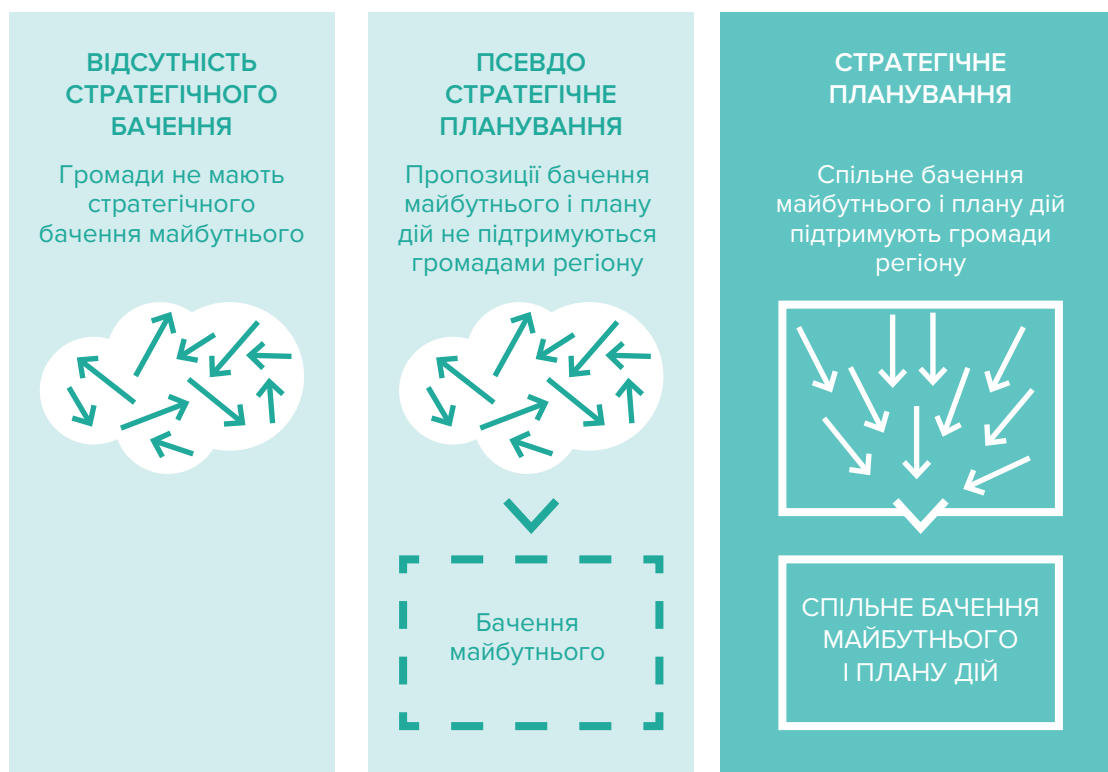 ВІДСУТНІСТЬ
СТРАТЕГІЧНОГО
БАЧЕННЯ
Громади не мають
стратегічного
бачення майбутнього
ПСЕВДО
СТРАТЕГІЧНЕ
ПЛАНУВАННЯ
Пропозиції бачення
майбутнього і плану
дій не підтримуються
громадами регіону
Бачення
майбутнього
СТРАТЕГІЧНЕ
ПЛАНУВАННЯ
Спільне бачення
майбутнього і плану дій
підтримують громади
регіону
СПІЛЬНЕ БАЧЕННЯ
МАЙБУТНЬОГО
І ПЛАНУ ДІЙ